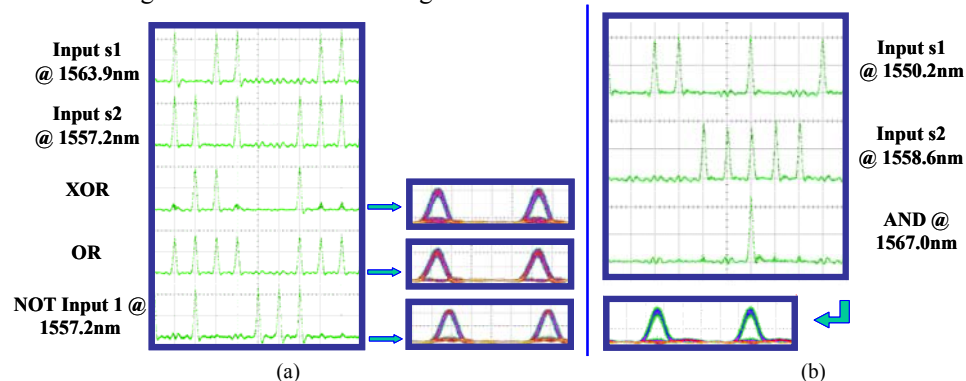 Input s1
@ 1563.9nm
Input s2
@ 1557.2nm
XOR
OR
NOT Input 1 @
1557.2nm
(a)
Input s1
@ 1550.2nm
Input s2
@ 1558.6nm
AND @
1567.0nm
(b)